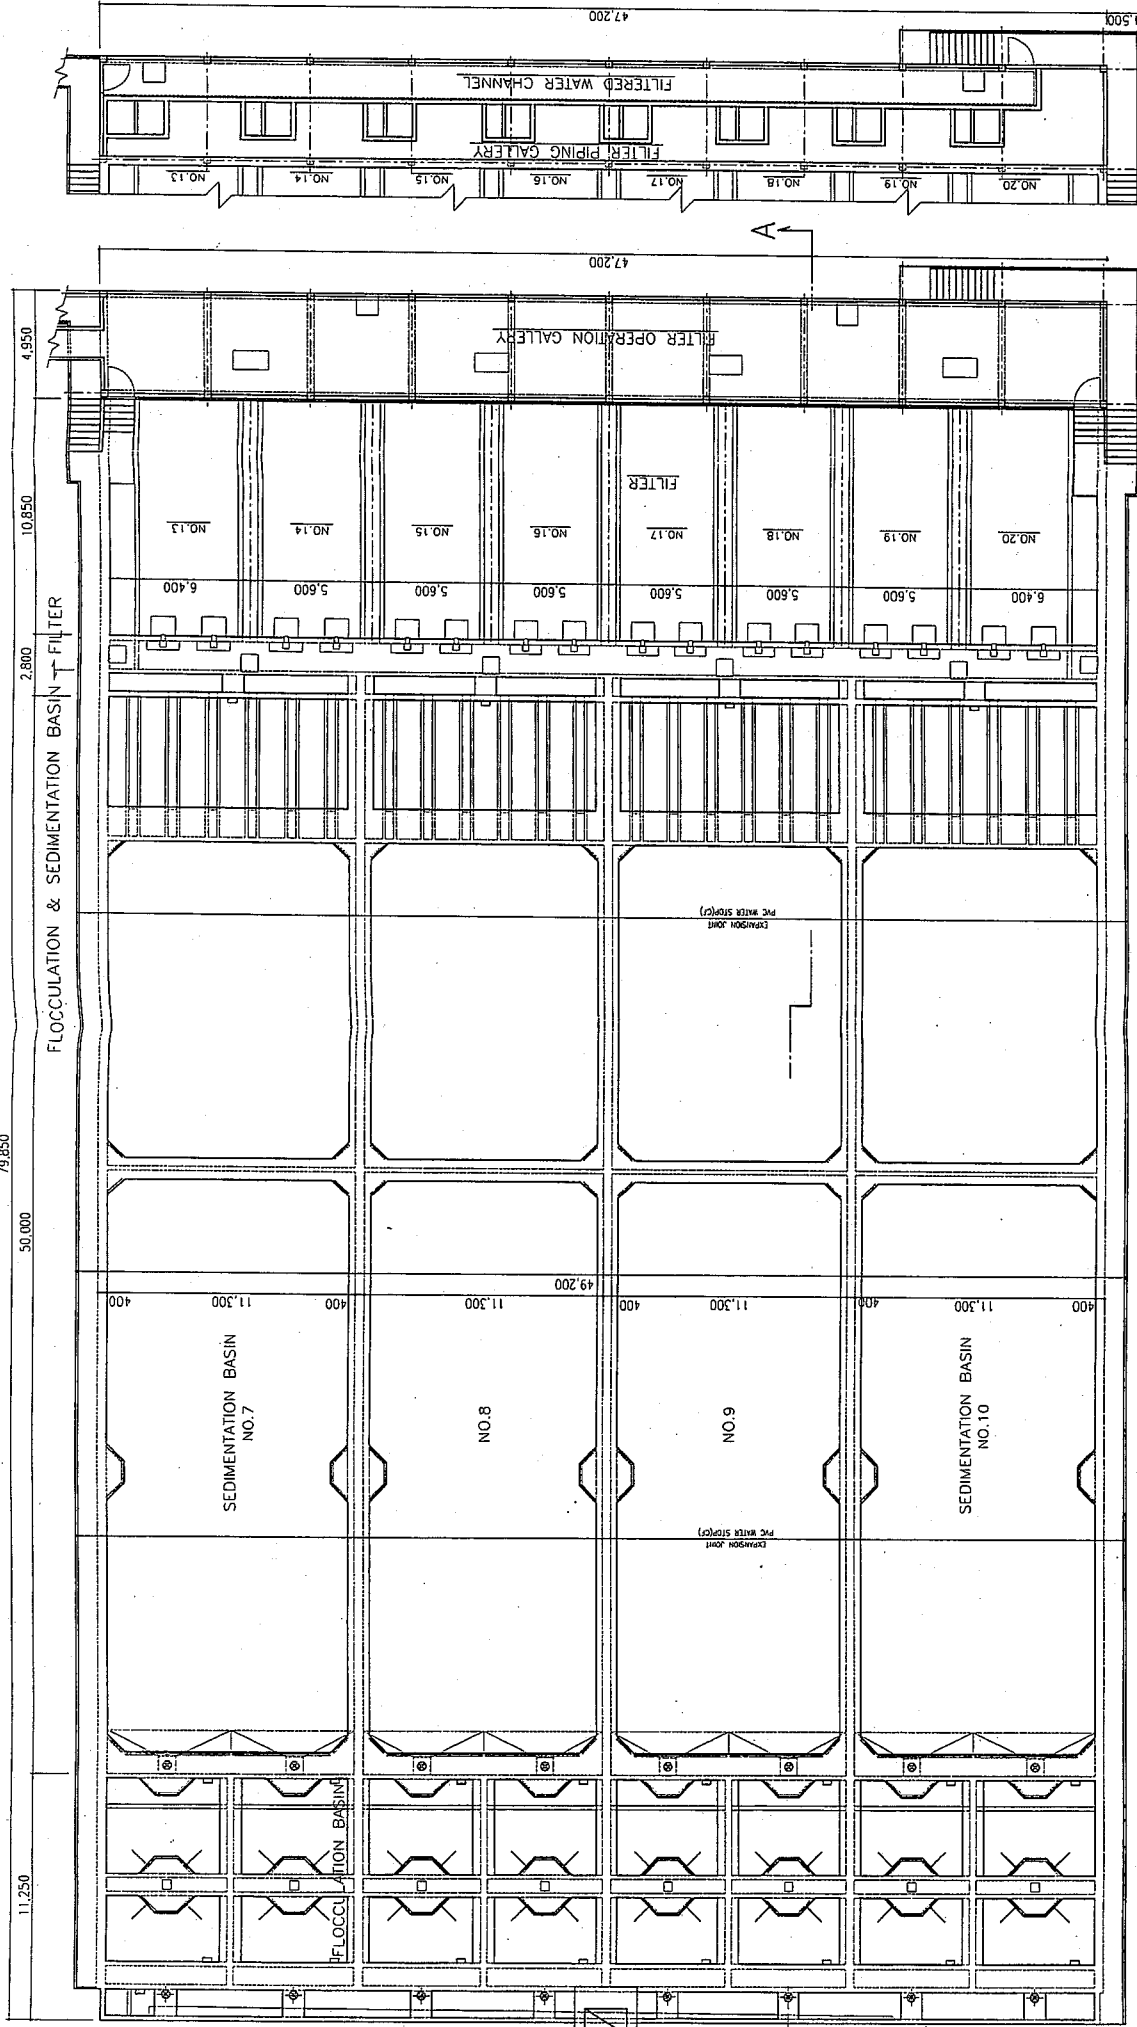 47,200
,500
FILTERED WATER CHANNEL
FILTER PIPING GALLERY
NO.13
NO.14
NO.15
NO.16
NO.17
NO.18
NO.19
NO.20
A
47,200
4,950
FILTER OPERATION GALLERY
10,850
FILTER
NO.13
NO.14
NO.15
NO.16
NO.17
NO.18
NO.19
NO.20
6,400
5,600
5,600
5,600
5,600
5,600
5,600
6,400
2,800
FLOCCULATION & SEDIMENTATION BASIN
FILTER
EXPANSION JOINT
PVC WATER STOP(CF)
79,850
50,000
49,200
400
11,300
400
11,300
400
11,300
400
11,300
400
SEDIMENTATION BASIN
NO.7
NO.8
NO.9
SEDIMENTATION BASIN
NO.10
EXPANSION JOINT
PVC WATER STOP(CF)
11,250
FLOCCULATION BASIN